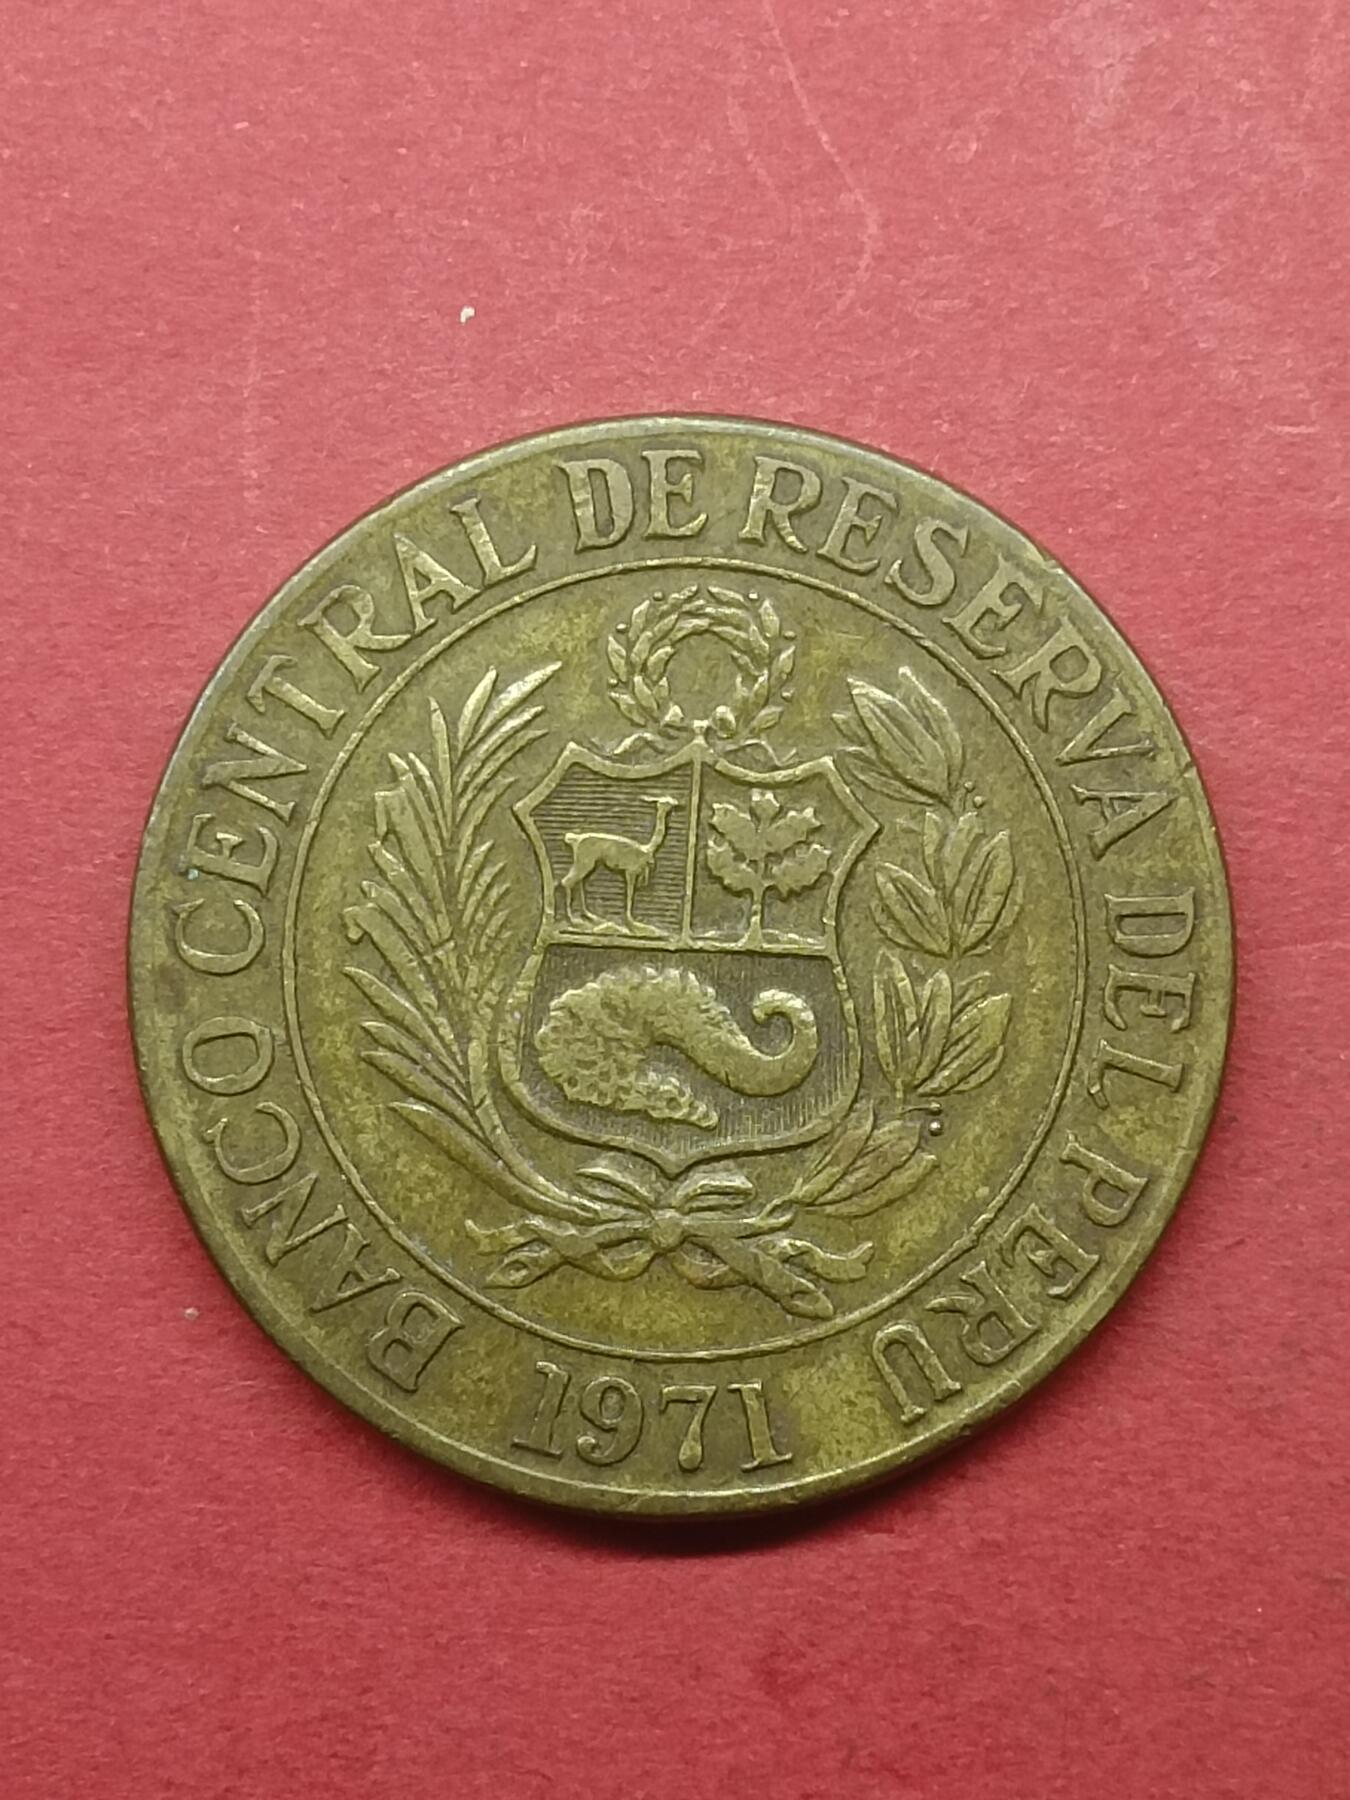 BANCO CENTRAL DE RESERVA DEL PERU
1971